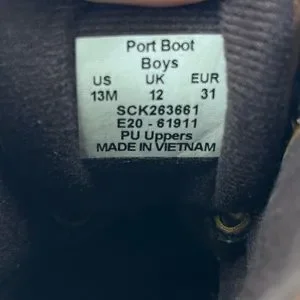 Port Boot
Boys
US UK EUR
13M 12 31
SCK263661
E20 - 61911
PU Uppers
MADE IN VIETNAM